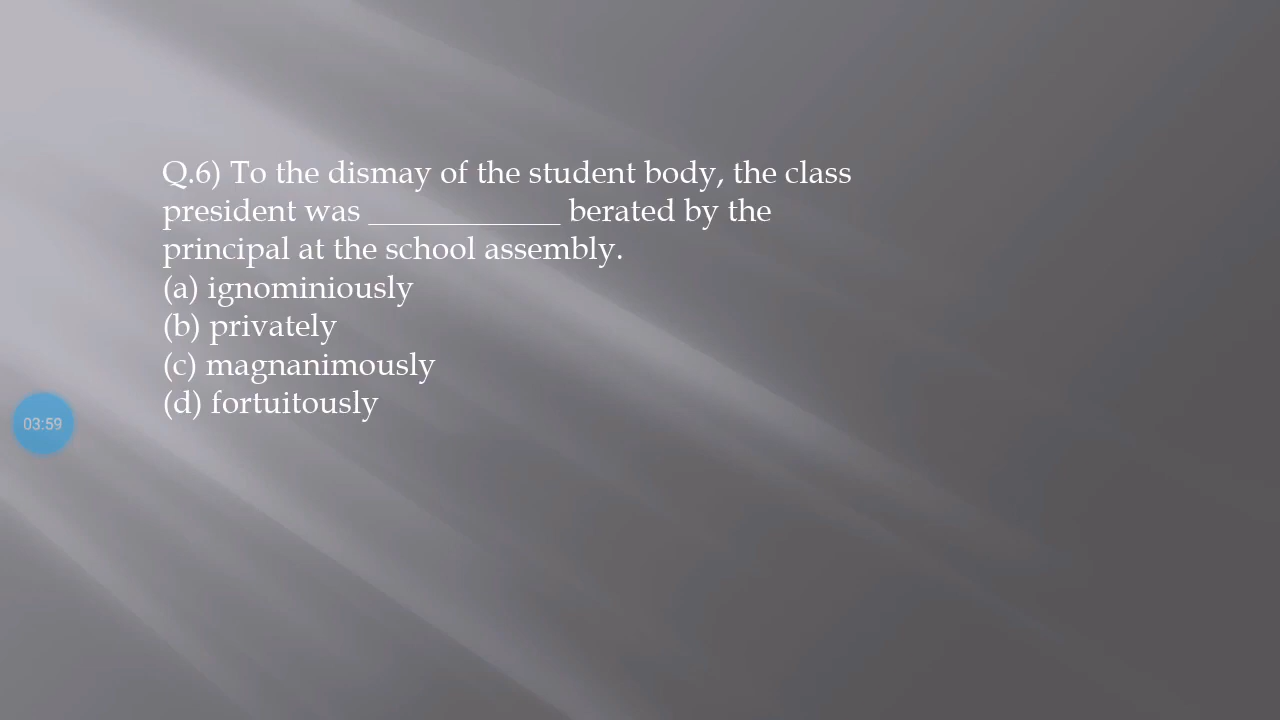 Q.6) To the dismay of the student body, the class
president was _____________ berated by the
principal at the school assembly.
(a) ignominiously
(b) privately
(c) magnanimously
(d) fortuitously
03:59